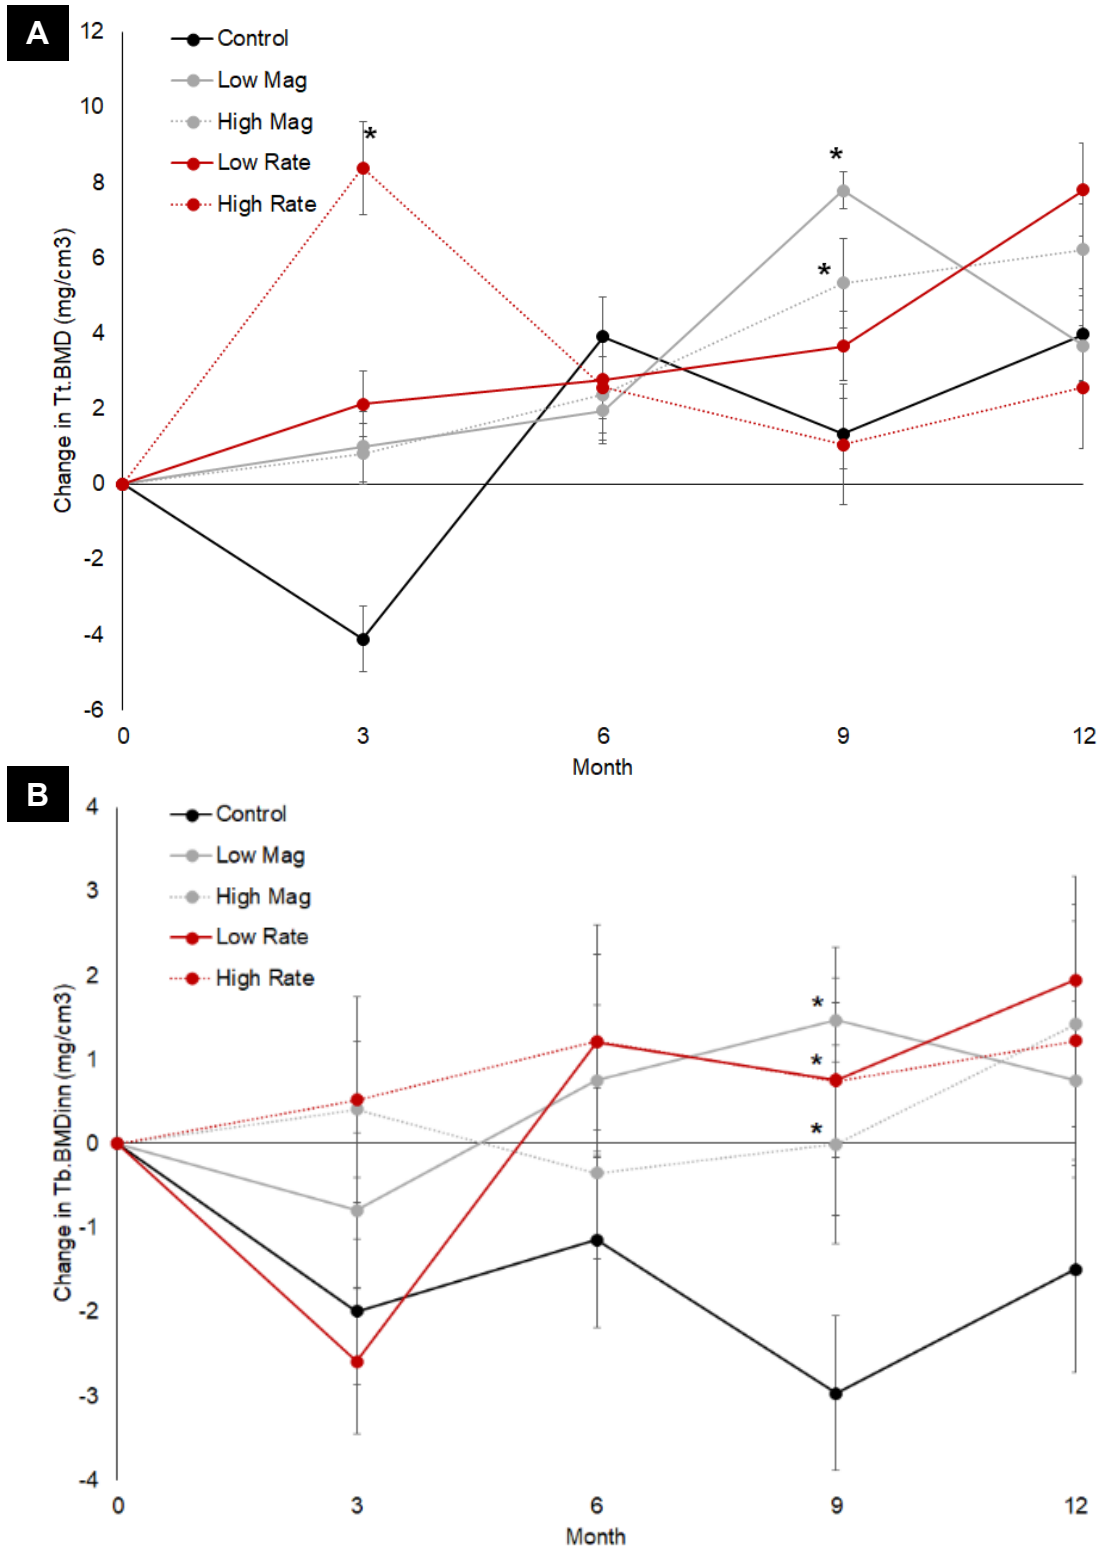 A
12
10
8
6
4
2
0
-2
-4
-6
Change in Tt.BMD (mg/cm3)
Control
Low Mag
High Mag
Low Rate
High Rate
*
*
*
0 3 6 9 12
Month
B
4
3
2
1
0
-1
-2
-3
-4
Change in Tb.BMDinn (mg/cm3)
Control
Low Mag
High Mag
Low Rate
High Rate
*
*
*
0 3 6 9 12
Month